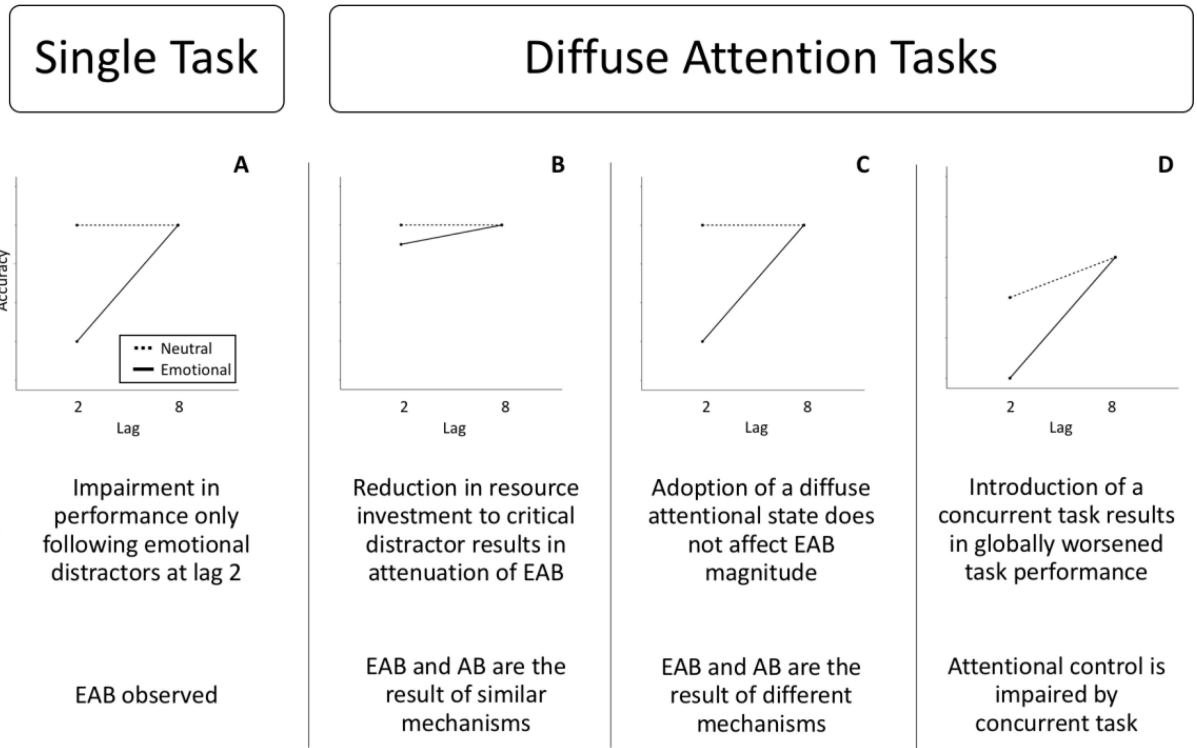 Single Task
Diffuse Attention Tasks
A
B
C
D
Accuracy
Neutral
Emotional
2 8
Lag
2 8
Lag
2 8
Lag
2 8
Lag
Impairment in
performance only
following emotional
distractors at lag 2
Reduction in resource
investment to critical
distractor results in
attenuation of EAB
Adoption of a diffuse
attentional state does
not affect EAB
magnitude
Introduction of a
concurrent task results
in globally worsened
task performance
EAB observed
EAB and AB are the
result of similar
mechanisms
EAB and AB are the
result of different
mechanisms
Attentional control is
impaired by
concurrent task